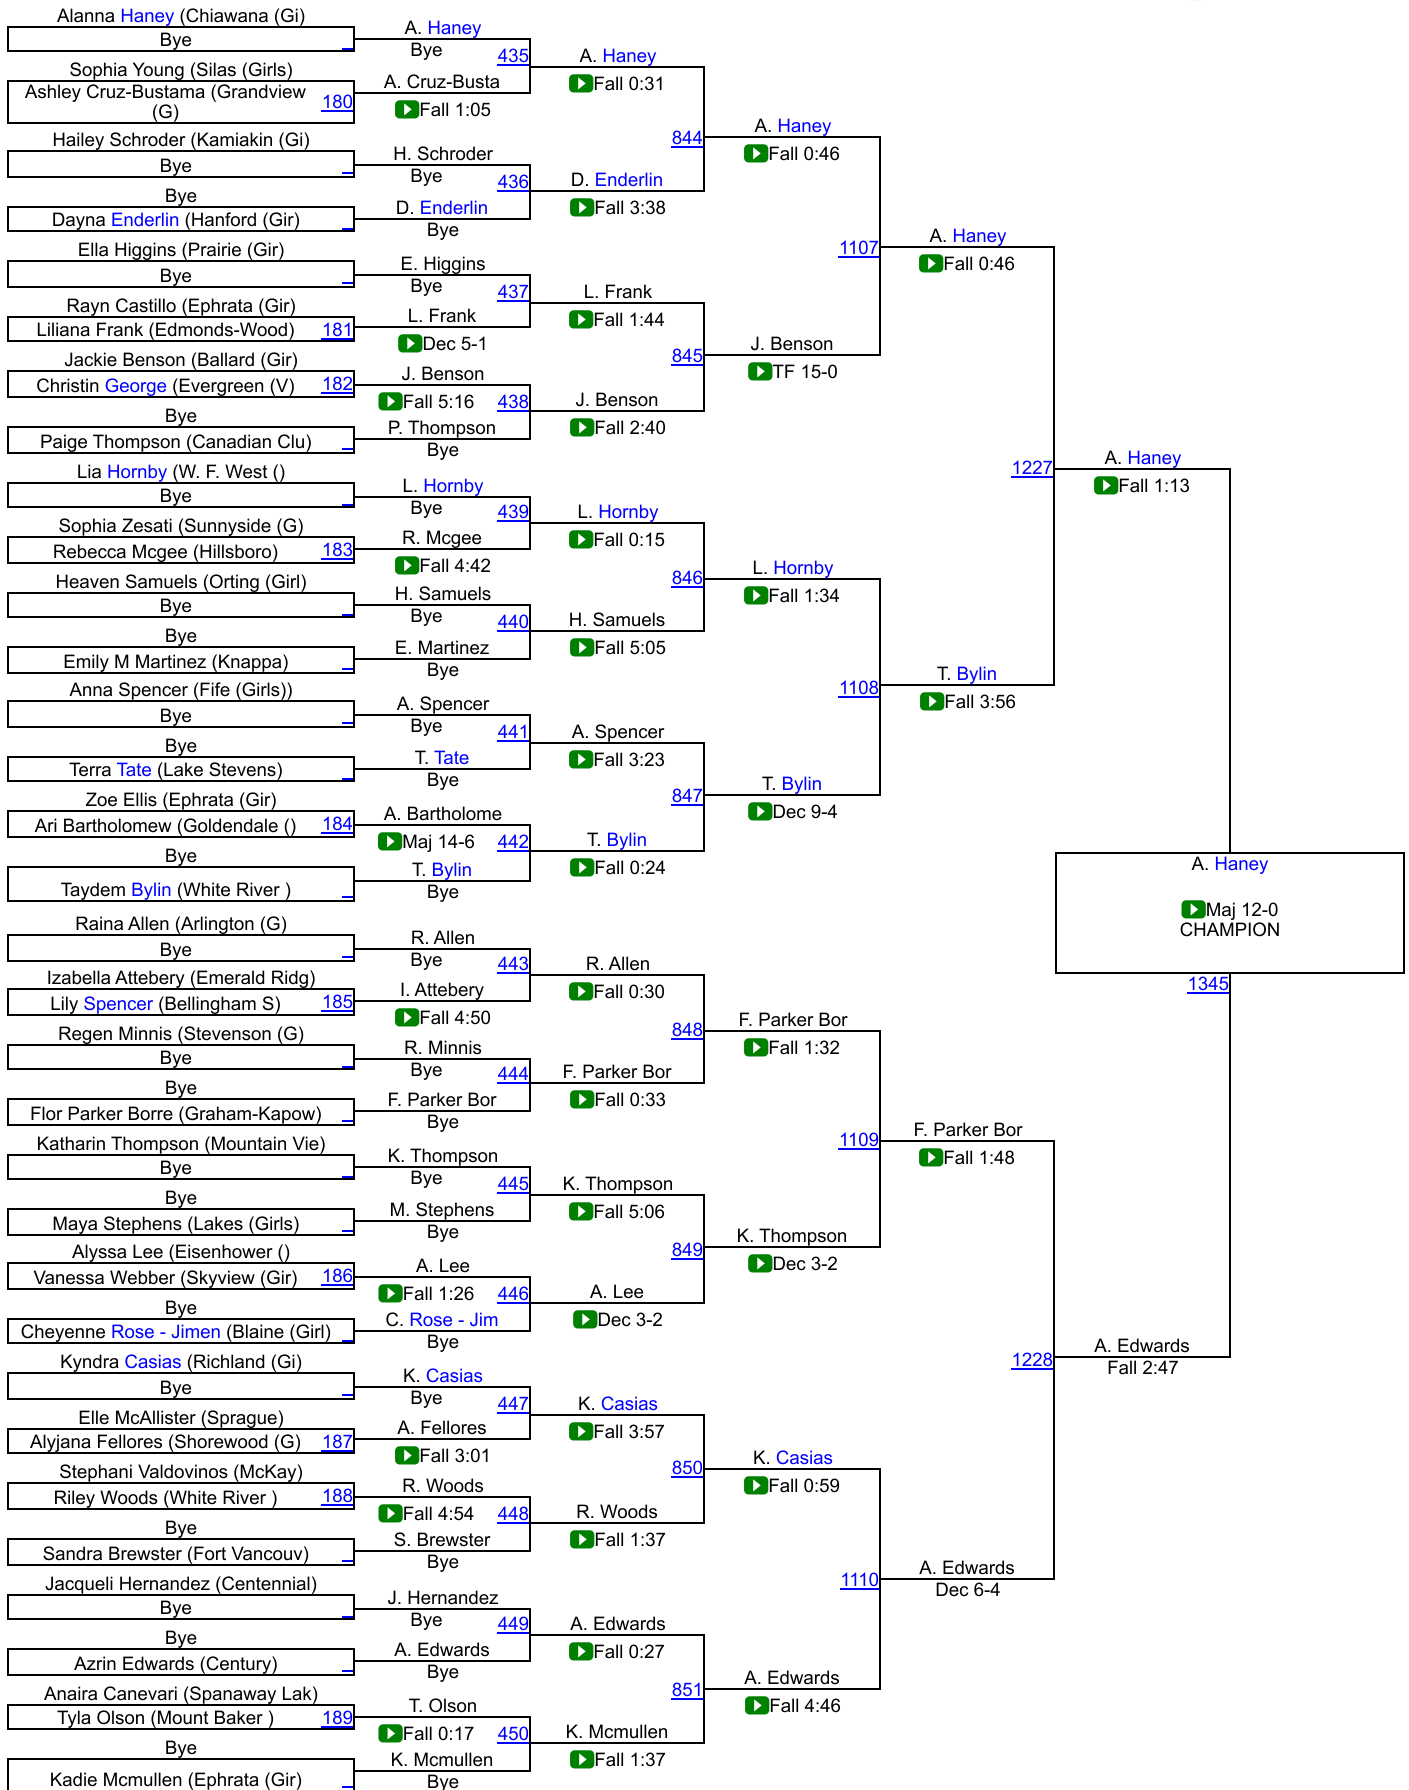 Alanna Haney (Chiawana (Gi)
Bye
Sophia Young (Silas (Girls)
Ashley Cruz-Bustama (Grandview
(G)
180
Hailey Schroder (Kamiakin (Gi)
Bye
Bye
Dayna Enderlin (Hanford (Gir)
Ella Higgins (Prairie (Gir)
Bye
Rayn Castillo (Ephrata (Gir)
Liliana Frank (Edmonds-Wood) 181
Jackie Benson (Ballard (Gir)
Christin George (Evergreen (V) 182
Bye
Paige Thompson (Canadian Clu)
Lia Hornby (W. F. West ()
Bye
Sophia Zesati (Sunnyside (G)
Rebecca Mcgee (Hillsboro) 183
Heaven Samuels (Orting (Girl)
Bye
Bye
Emily M Martinez (Knappa)
Anna Spencer (Fife (Girls))
Bye
Bye
Terra Tate (Lake Stevens)
Zoe Ellis (Ephrata (Gir)
Ari Bartholomew (Goldendale () 184
Bye
Taydem Bylin (White River )
Raina Allen (Arlington (G)
Bye
Izabella Attebery (Emerald Ridg)
Lily Spencer (Bellingham S) 185
Regen Minnis (Stevenson (G)
Bye
Bye
Flor Parker Borre (Graham-Kapow)
Katharin Thompson (Mountain Vie)
Bye
Bye
Maya Stephens (Lakes (Girls)
Alyssa Lee (Eisenhower ()
Vanessa Webber (Skyview (Gir) 186
Bye
Cheyenne Rose - Jimen (Blaine (Girl)
Kyndra Casias (Richland (Gi)
Bye
Elle McAllister (Sprague)
Alyjana Fellores (Shorewood (G) 187
Stephani Valdovinos (McKay)
Riley Woods (White River ) 188
Bye
Sandra Brewster (Fort Vancouv)
Jacqueli Hernandez (Centennial)
Bye
Bye
Azrin Edwards (Century)
Anaira Canevari (Spanaway Lak)
Tyla Olson (Mount Baker ) 189
Bye
Kadie Mcmullen (Ephrata (Gir)
A. Haney
Bye
435
A. Cruz-Busta
Fall 1:05
H. Schroder
Bye
436
D. Enderlin
Bye
E. Higgins
Bye
437
L. Frank
Dec 5-1
J. Benson
Fall 5:16
438
P. Thompson
Bye
L. Hornby
Bye
439
R. Mcgee
Fall 4:42
H. Samuels
Bye
440
E. Martinez
Bye
A. Spencer
Bye
441
T. Tate
Bye
A. Bartholome
Maj 14-6
442
T. Bylin
Bye
R. Allen
Bye
443
I. Attebery
Fall 4:50
R. Minnis
Bye
444
F. Parker Bor
Bye
K. Thompson
Bye
445
M. Stephens
Bye
A. Lee
Fall 1:26
446
C. Rose - Jim
Bye
K. Casias
Bye
447
A. Fellores
Fall 3:01
R. Woods
Fall 4:54
448
S. Brewster
Bye
J. Hernandez
Bye
449
A. Edwards
Bye
T. Olson
Fall 0:17
450
K. Mcmullen
Bye
A. Haney
Fall 0:31
844
D. Enderlin
Fall 3:38
L. Frank
Fall 1:44
845
J. Benson
Fall 2:40
L. Hornby
Fall 0:15
846
H. Samuels
Fall 5:05
A. Spencer
Fall 3:23
847
T. Bylin
Fall 0:24
R. Allen
Fall 0:30
848
F. Parker Bor
Fall 0:33
K. Thompson
Fall 5:06
849
A. Lee
Dec 3-2
K. Casias
Fall 3:57
850
R. Woods
Fall 1:37
A. Edwards
Fall 0:27
851
K. Mcmullen
Fall 1:37
A. Haney
Fall 0:46
1107
J. Benson
TF 15-0
L. Hornby
Fall 1:34
1108
T. Bylin
Dec 9-4
F. Parker Bor
Fall 1:32
1109
K. Thompson
Dec 3-2
K. Casias
Fall 0:59
1110
A. Edwards
Fall 4:46
A. Haney
Fall 0:46
1227
T. Bylin
Fall 3:56
F. Parker Bor
Fall 1:48
1228
A. Edwards
Dec 6-4
A. Haney
Fall 1:13
A. Haney
Maj 12-0
CHAMPION
1345
A. Edwards
Fall 2:47